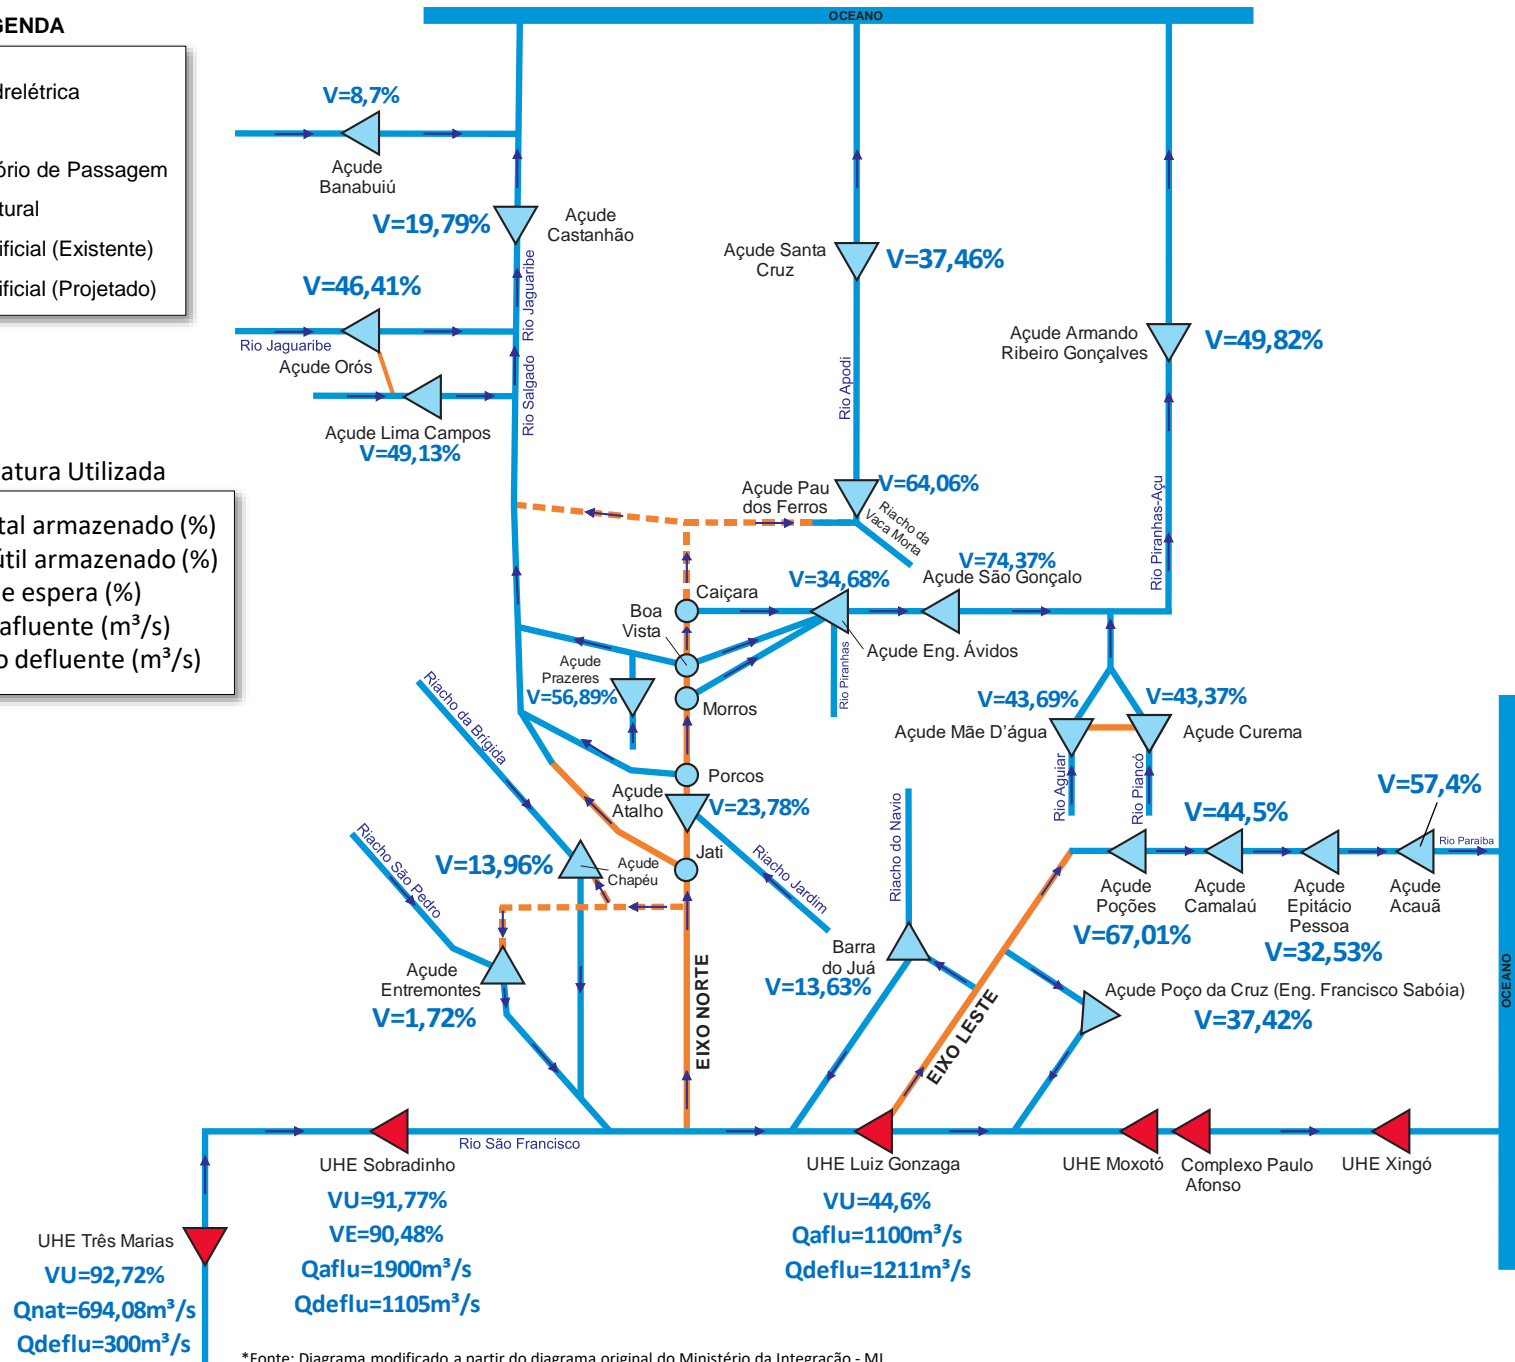 GENDA
drelétrica
ório de Passagem
tural
ificial (Existente)
ificial (Projetado)
atura Utilizada
tal armazenado (%)
útil armazenado (%)
e espera (%)
afluente (m³/s)
o defluente (m³/s)
OCEANO
V=8,7%
Açude
Banabuiú
V=19,79%
Açude
Castanhão
V=46,41%
Rio Jaguaribe
Rio Jaguaribe
Açude Orós
Rio Salgado
Açude Lima Campos
V=49,13%
Açude Santa
Cruz
V=37,46%
Rio Apodi
Açude Armando
Ribeiro Gonçalves
V=49,82%
Rio Piranhas-Açu
Açude Pau
dos Ferros
V=64,06%
Riacho da
Vaca Morta
V=74,37%
Açude São Gonçalo
V=34,68%
Açude Eng. Ávidos
Rio Piranhas
Caiçara
Boa
Vista
Açude
Prazeres
V=56,89%
Morros
Porcos
Açude
Atalho
V=23,78%
Jati
Riacho Jardim
Riacho da Brígida
Riacho São Pedro
V=13,96%
Açude
Chapéu
Açude
Entremontes
V=1,72%
EIXO NORTE
V=43,69%
Açude Mãe D'água
V=43,37%
Açude Curema
Rio Aguiar
Rio Piancó
V=57,4%
V=44,5%
Rio Paraíba
Açude
Poções
V=67,01%
Açude
Camalaú
Açude
Epitácio
Pessoa
V=32,53%
Açude
Acauã
Riacho do Navio
Barra
do Juá
V=13,63%
EIXO LESTE
Açude Poço da Cruz (Eng. Francisco Sabóia)
V=37,42%
OCEANO
Rio São Francisco
UHE Sobradinho
VU=91,77%
VE=90,48%
Qaflu=1900m³/s
Qdeflu=1105m³/s
UHE Luiz Gonzaga
VU=44,6%
Qaflu=1100m³/s
Qdeflu=1211m³/s
UHE Moxotó
Complexo Paulo
Afonso
UHE Xingó
UHE Três Marias
VU=92,72%
Qnat=694,08m³/s
Qdeflu=300m³/s
*Fonte: Diagrama modificado a partir do diagrama original do Ministério da Integração - MI